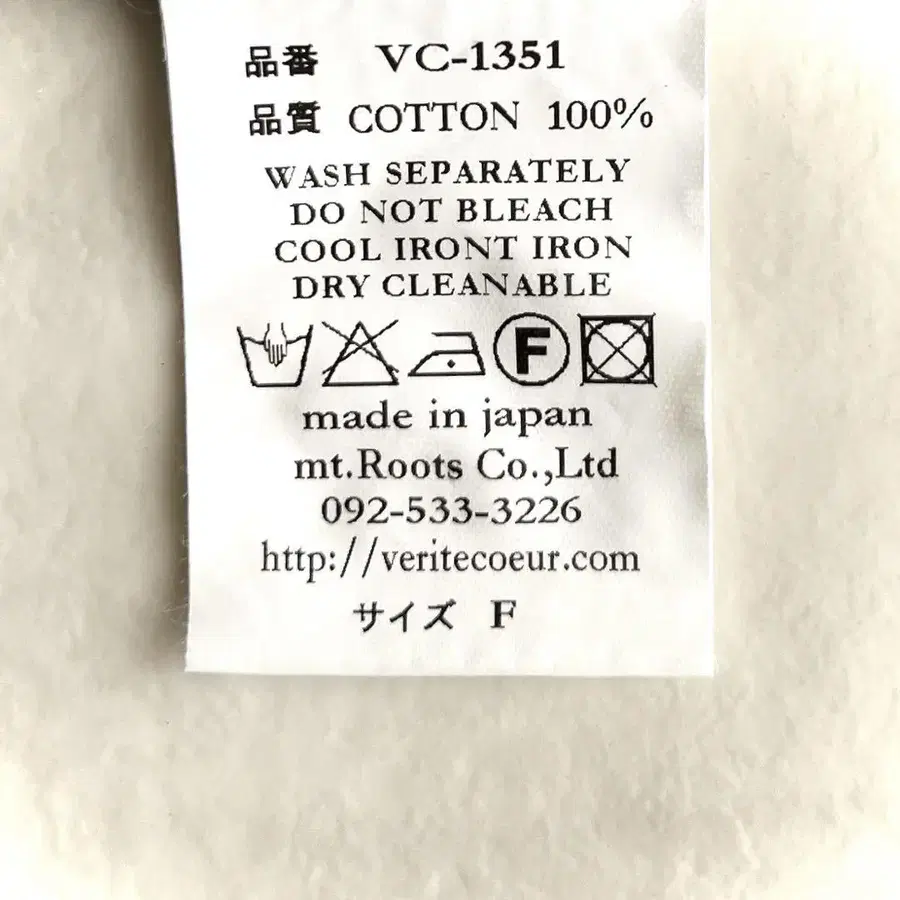 品番 VC-1351
品質 COTTON 100%
WASH SEPARATELY
DO NOT BLEACH
COOL IRONT IRON
DRY CLEANABLE
F
made in japan
mt.Roots Co.,Ltd
092-533-3226
http://veritecoeur.com
サイズ F